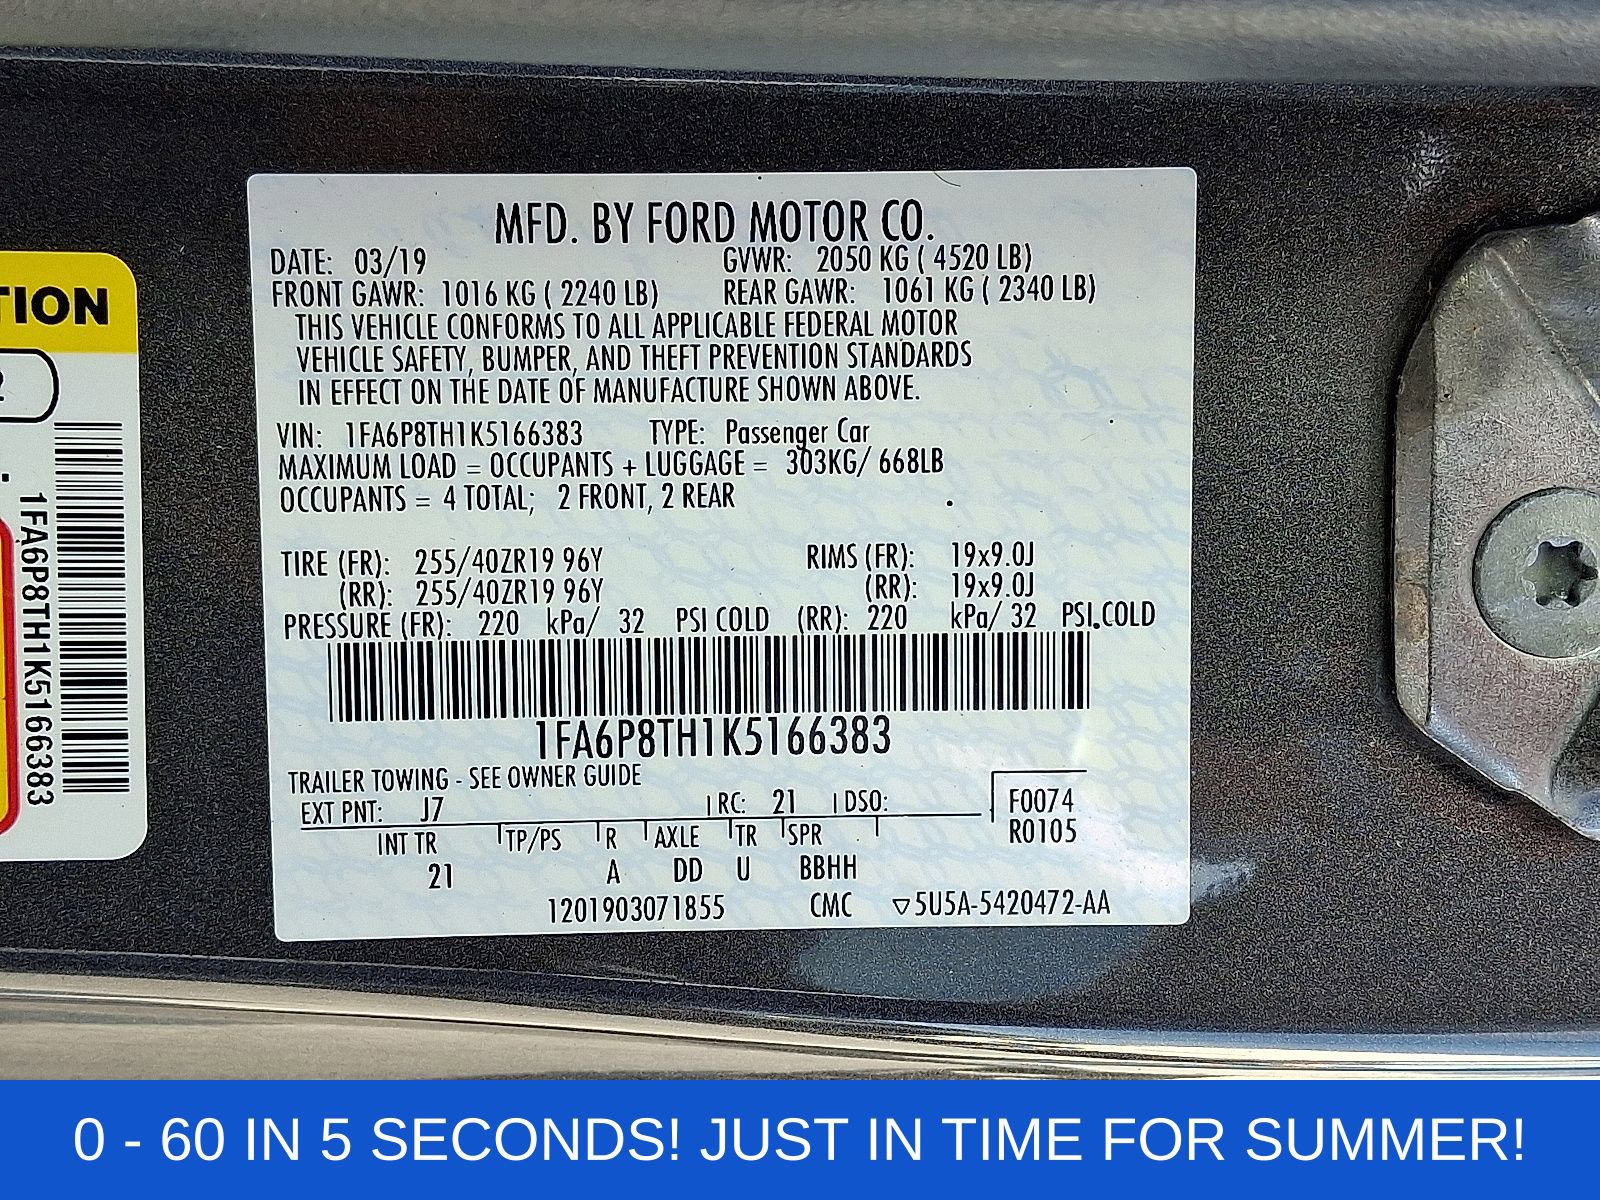 MFD. BY FORD MOTOR CO.
DATE: 03/19 GVWR: 2050 KG ( 4520 LB)
FRONT GAWR: 1016 KG ( 2240 LB) REAR GAWR: 1061 KG ( 2340 LB)
THIS VEHICLE CONFORMS TO ALL APPLICABLE FEDERAL MOTOR
VEHICLE SAFETY, BUMPER, AND THEFT PREVENTION STANDARDS
IN EFFECT ON THE DATE OF MANUFACTURE SHOWN ABOVE.
VIN: 1FA6P8TH1K5166383 TYPE: Passenger Car
MAXIMUM LOAD = OCCUPANTS + LUGGAGE = 303KG/ 668LB
OCCUPANTS = 4 TOTAL; 2 FRONT, 2 REAR
TIRE (FR): 255/40ZR19 96Y RIMS (FR): 19x9.0J
(RR): 255/40ZR19 96Y (RR): 19x9.0J
PRESSURE (FR): 220 kPa/ 32 PSI COLD (RR): 220 kPa/ 32 PSI COLD
1FA6P8TH1K5166383
TRAILER TOWING - SEE OWNER GUIDE
EXT PNT: J7 RC: 21 DSO: F0074
INT TR TP/PS R AXLE TR SPR R0105
21 A DD U BBHH
1201903071855 CMC ▽5U5A-5420472-AA
TION
2
1FA6P8TH1K5166383
0 - 60 IN 5 SECONDS! JUST IN TIME FOR SUMMER!